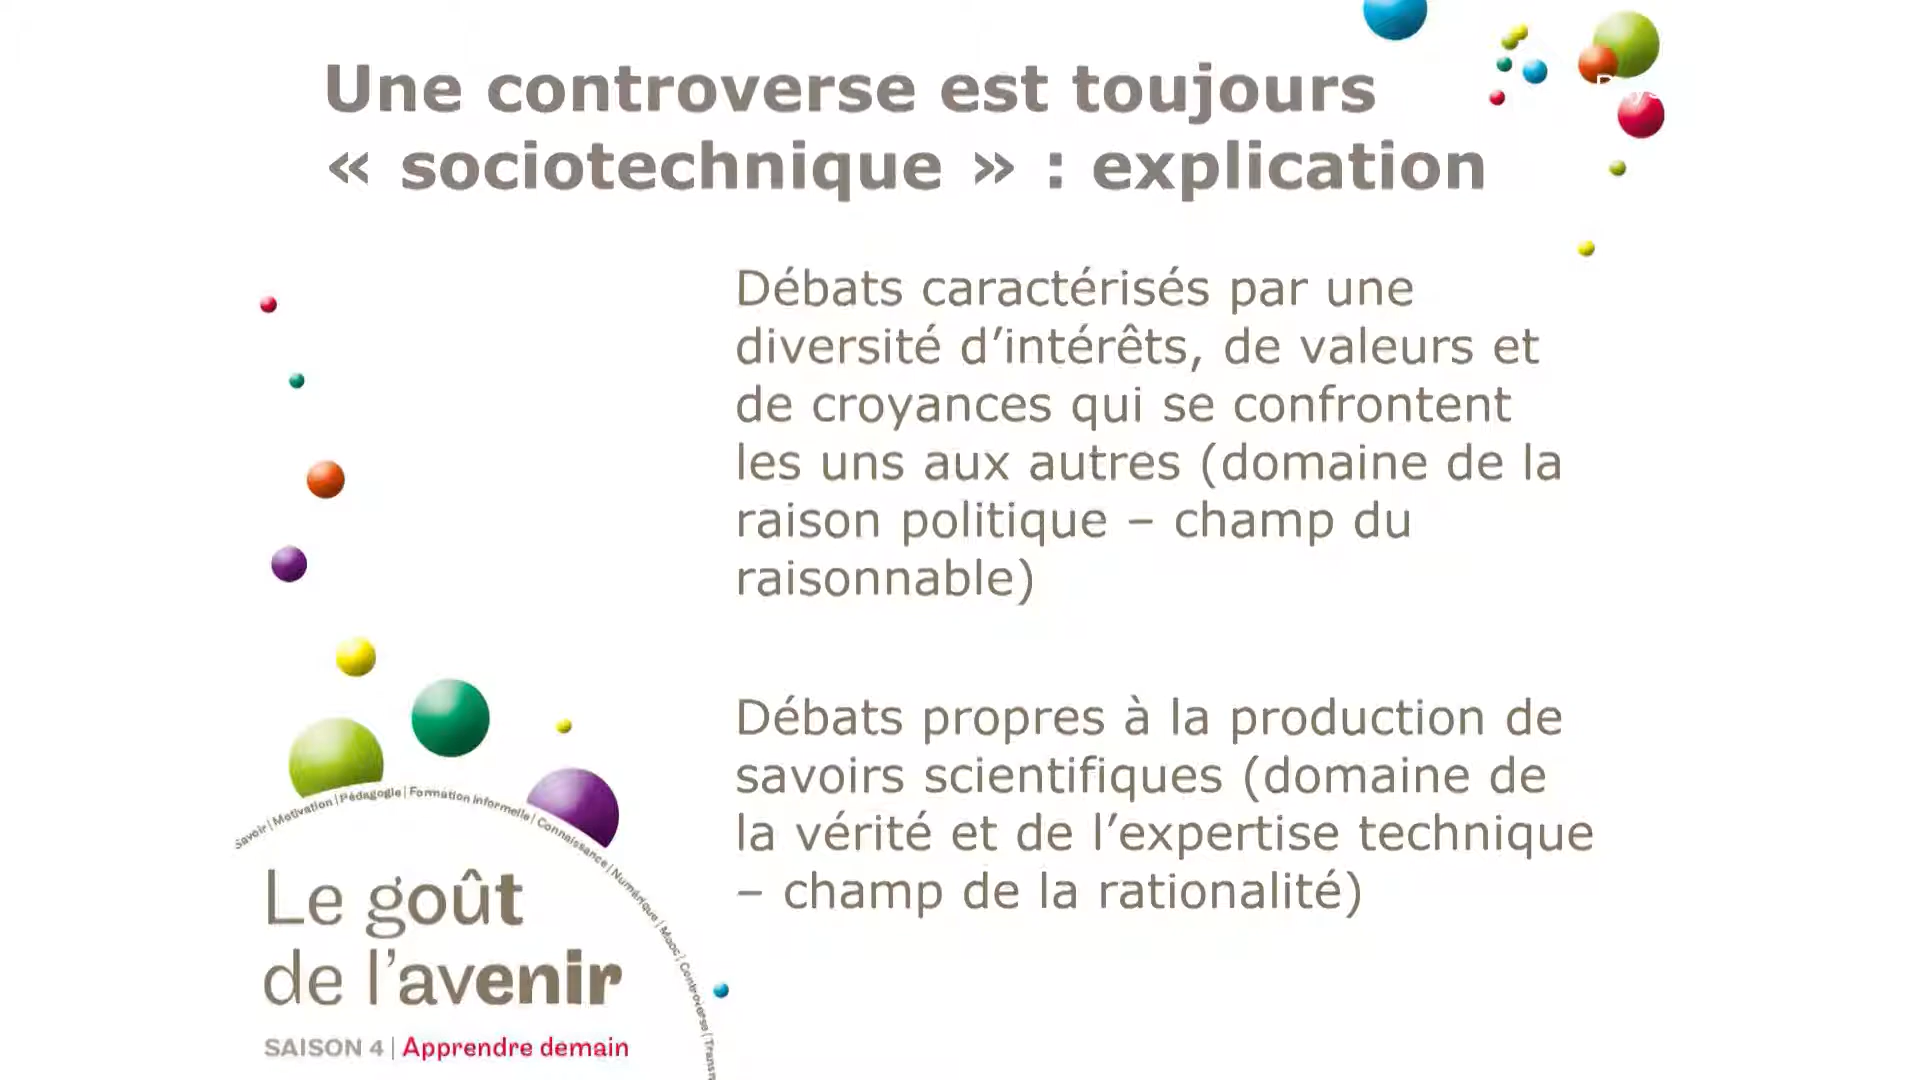 Une controverse est toujours
« sociotechnique » : explication
Débats caractérisés par une
diversité d’intérêts, de valeurs et
de croyances qui se confrontent
les uns aux autres (domaine de la
raison politique – champ du
raisonnable)
Débats propres à la production de
savoirs scientifiques (domaine de
la vérité et de l’expertise technique
– champ de la rationalité)
Savoir | Motivation | Pédagogie | Formation informelle | Connaissance | Numérique | Mooc | Controverse |
Le goût
de l’avenir
SAISON 4 | Apprendre demain